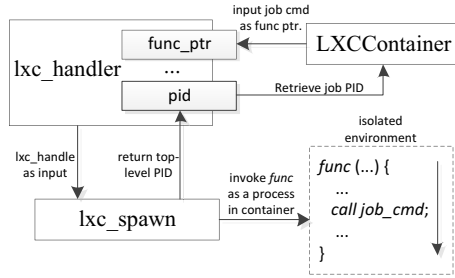 input job cmd
as func ptr.
func_ptr
LXCContainer
lxc_handler
...
pid
Retrieve job PID
isolated
environment
lxc_handle
as input
return top-
level PID
invoke func
as a process
in container
func (...) {
...
call job_cmd;
...
}
lxc_spawn